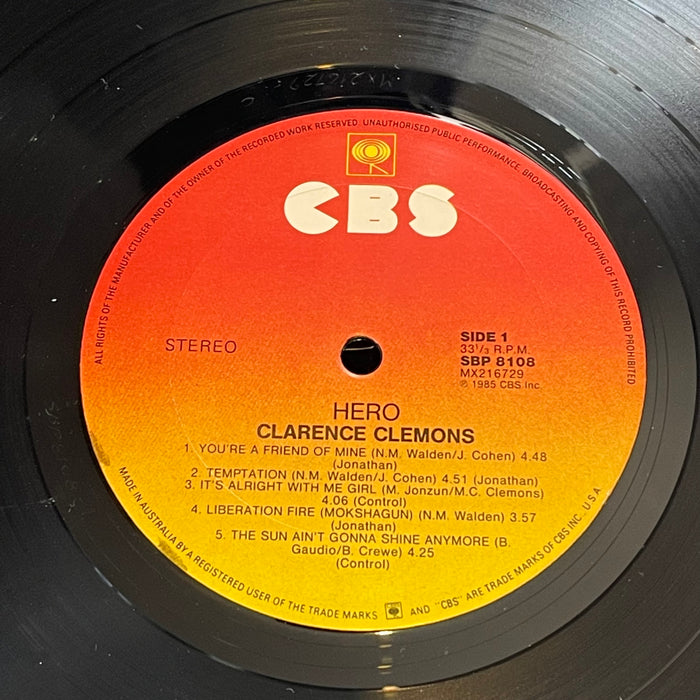 MX216729
ALL RIGHTS OF THE MANUFACTURER AND OF THE OWNER OF THE RECORDED WORK RESERVED. UNAUTHORISED PUBLIC PERFORMANCE, BROADCASTING AND COPYING OF THIS RECORD PROHIBITED
CBS
STEREO
SIDE 1
33 1/3 R.P.M.
SBP 8108
MX216729
℗ 1985 CBS Inc.
HERO
CLARENCE CLEMONS
1. YOU'RE A FRIEND OF MINE (N.M. Walden/J. Cohen) 4.48
(Jonathan)
2. TEMPTATION (N.M. Walden/J. Cohen) 4.51 (Jonathan)
3. IT'S ALRIGHT WITH ME GIRL (M. Jonzun/M.C. Clemons)
4.06 (Control)
4. LIBERATION FIRE (MOKSHAGUN) (N.M. Walden) 3.57
(Jonathan)
5. THE SUN AIN'T GONNA SHINE ANYMORE (B.
Gaudio/B. Crewe) 4.25
(Control)
MADE IN AUSTRALIA BY A REGISTERED USER OF THE TRADE MARKS AND "CBS" ARE TRADE MARKS OF CBS INC., U.S.A